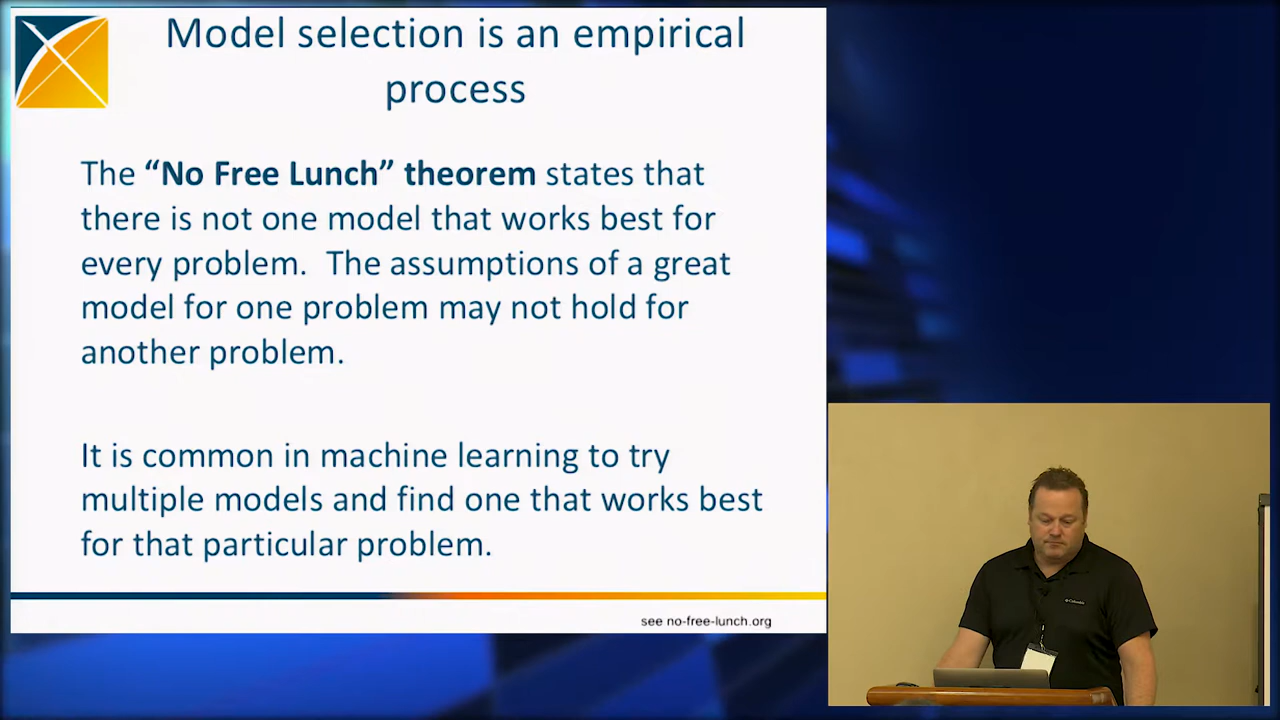 Model selection is an empirical
process
The “No Free Lunch” theorem states that
there is not one model that works best for
every problem.  The assumptions of a great
model for one problem may not hold for
another problem.
It is common in machine learning to try
multiple models and find one that works best
for that particular problem.
see no-free-lunch.org
Columbia